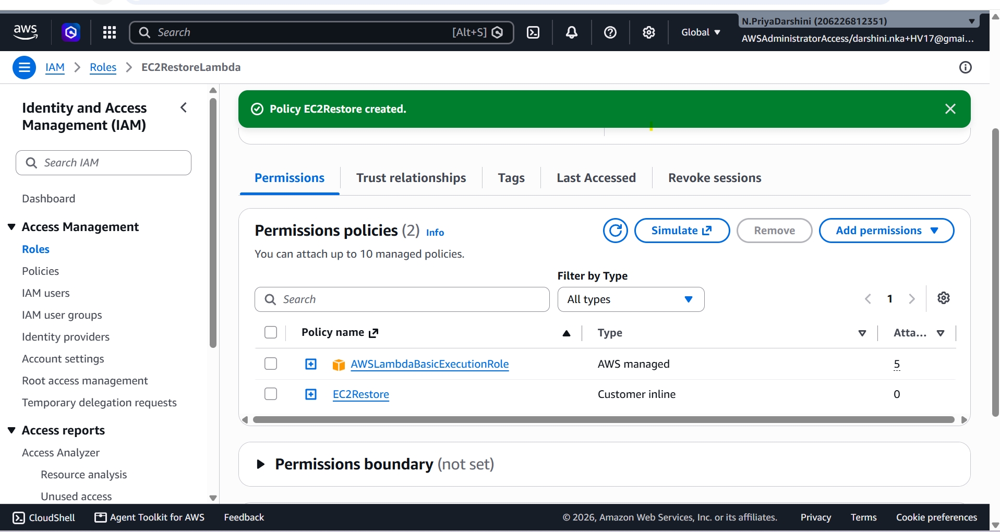 aws
Search
[Alt+S]
Global
N.PriyaDarshini (206226812351)
AWSAdministratorAccess/darshini.nka+HV17@gmai...
IAM
Roles
EC2RestoreLambda
Identity and Access
Management (IAM)
Search IAM
Dashboard
Access Management
Roles
Policies
IAM users
IAM user groups
Identity providers
Account settings
Root access management
Temporary delegation requests
Access reports
Access Analyzer
Resource analysis
Unused access
Policy EC2Restore created.
Permissions
Trust relationships
Tags
Last Accessed
Revoke sessions
Permissions policies (2) Info
Simulate
Remove
Add permissions
You can attach up to 10 managed policies.
Filter by Type
Search
All types
1
Policy name
Type
Atta...
AWSLambdaBasicExecutionRole
AWS managed
5
EC2Restore
Customer inline
0
Permissions boundary (not set)
CloudShell
Agent Toolkit for AWS
Feedback
© 2026, Amazon Web Services, Inc. or its affiliates.
Privacy
Terms
Cookie preferences